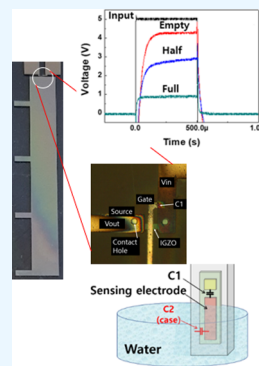 Input
5
4
3
2
1
0
Voltage (V)
Empty
Half
Full
0.0
500.0μ
1.0
Time (s)
Vin
Gate
C1
Source
Vout
Contact
Hole
IGZO
C1
Sensing electrode
C2
(case)
Water